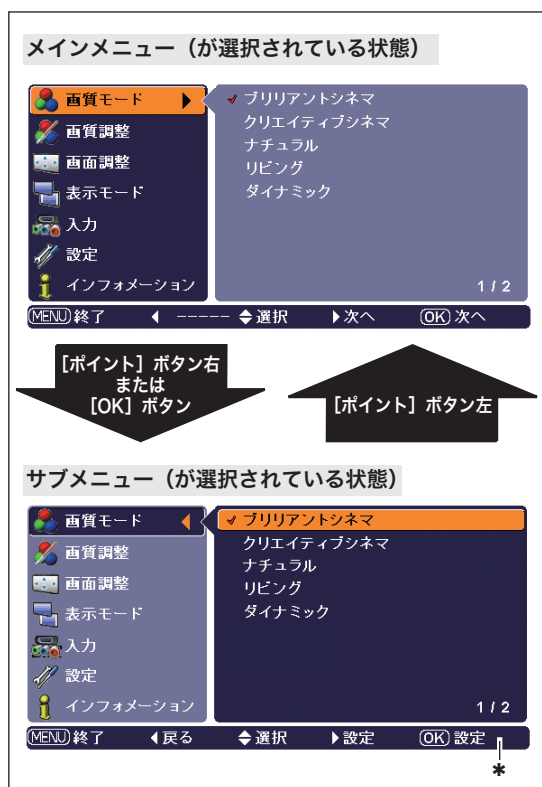 メインメニュー（が選択されている状態）
画質モード ▶
画質調整
画面調整
表示モード
入力
設定
インフォメーション
✔ ブリリアントシネマ
クリエイティブシネマ
ナチュラル
リビング
ダイナミック
1 / 2
MENU 終了 ◀ ----- ◆選択 ▶次へ OK 次へ
［ポイント］ボタン右
または
［OK］ボタン
［ポイント］ボタン左
サブメニュー（が選択されている状態）
画質モード ◀
画質調整
画面調整
表示モード
入力
設定
インフォメーション
✔ ブリリアントシネマ
クリエイティブシネマ
ナチュラル
リビング
ダイナミック
1 / 2
MENU 終了 ◀戻る ◆選択 ▶設定 OK 設定
*